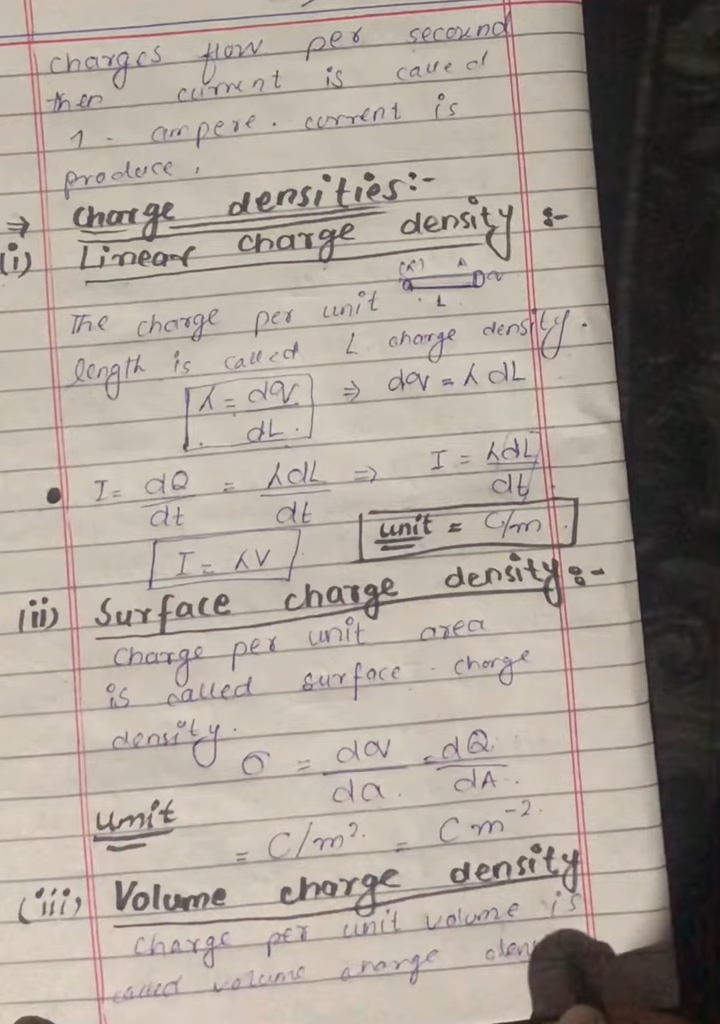 charges flow per second
then current is called
1. ampere. current is
produce.
⇒ Charge densities:-
(i) Linear charge density :-
The charge per unit
L
length is called L charge density.
λ = dq/dL. ⇒ dq = λ dL
• I = dQ/dt = λdL/dt ⇒ I = λdL/dt
I = λV unit = C/m.
(ii) Surface charge density:-
Charge per unit area
is called surface charge
density.
σ = dq/da. = dQ/dA.
Unit
= C/m². = Cm⁻².
(iii) Volume charge density
Charge per unit volume is
called volume charge